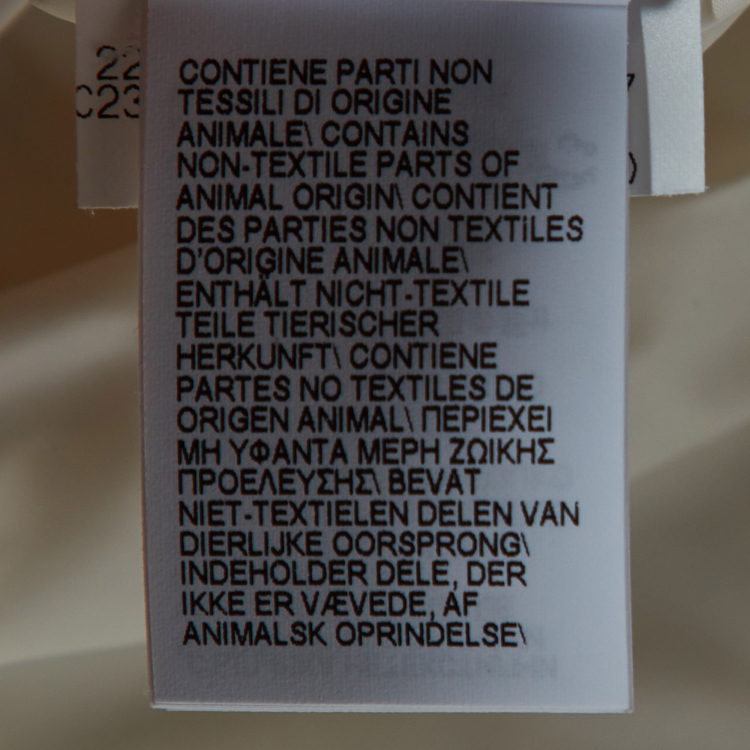 22
C23
CONTIENE PARTI NON
TESSILI DI ORIGINE
ANIMALE\ CONTAINS
NON-TEXTILE PARTS OF
ANIMAL ORIGIN\ CONTIENT
DES PARTIES NON TEXTILES
D'ORIGINE ANIMALE\
ENTHÄLT NICHT-TEXTILE
TEILE TIERISCHER
HERKUNFT\ CONTIENE
PARTES NO TEXTILES DE
ORIGEN ANIMAL\ ΠΕΡΙΕΧΕΙ
ΜΗ ΥΦΑΝΤΑ ΜΕΡΗ ΖΩΙΚΗΣ
ΠΡΟΕΛΕΥΣΗΣ\ BEVAT
NIET-TEXTIELEN DELEN VAN
DIERLIJKE OORSPRONG\
INDEHOLDER DELE, DER
IKKE ER VÆVEDE, AF
ANIMALSK OPRINDELSE\